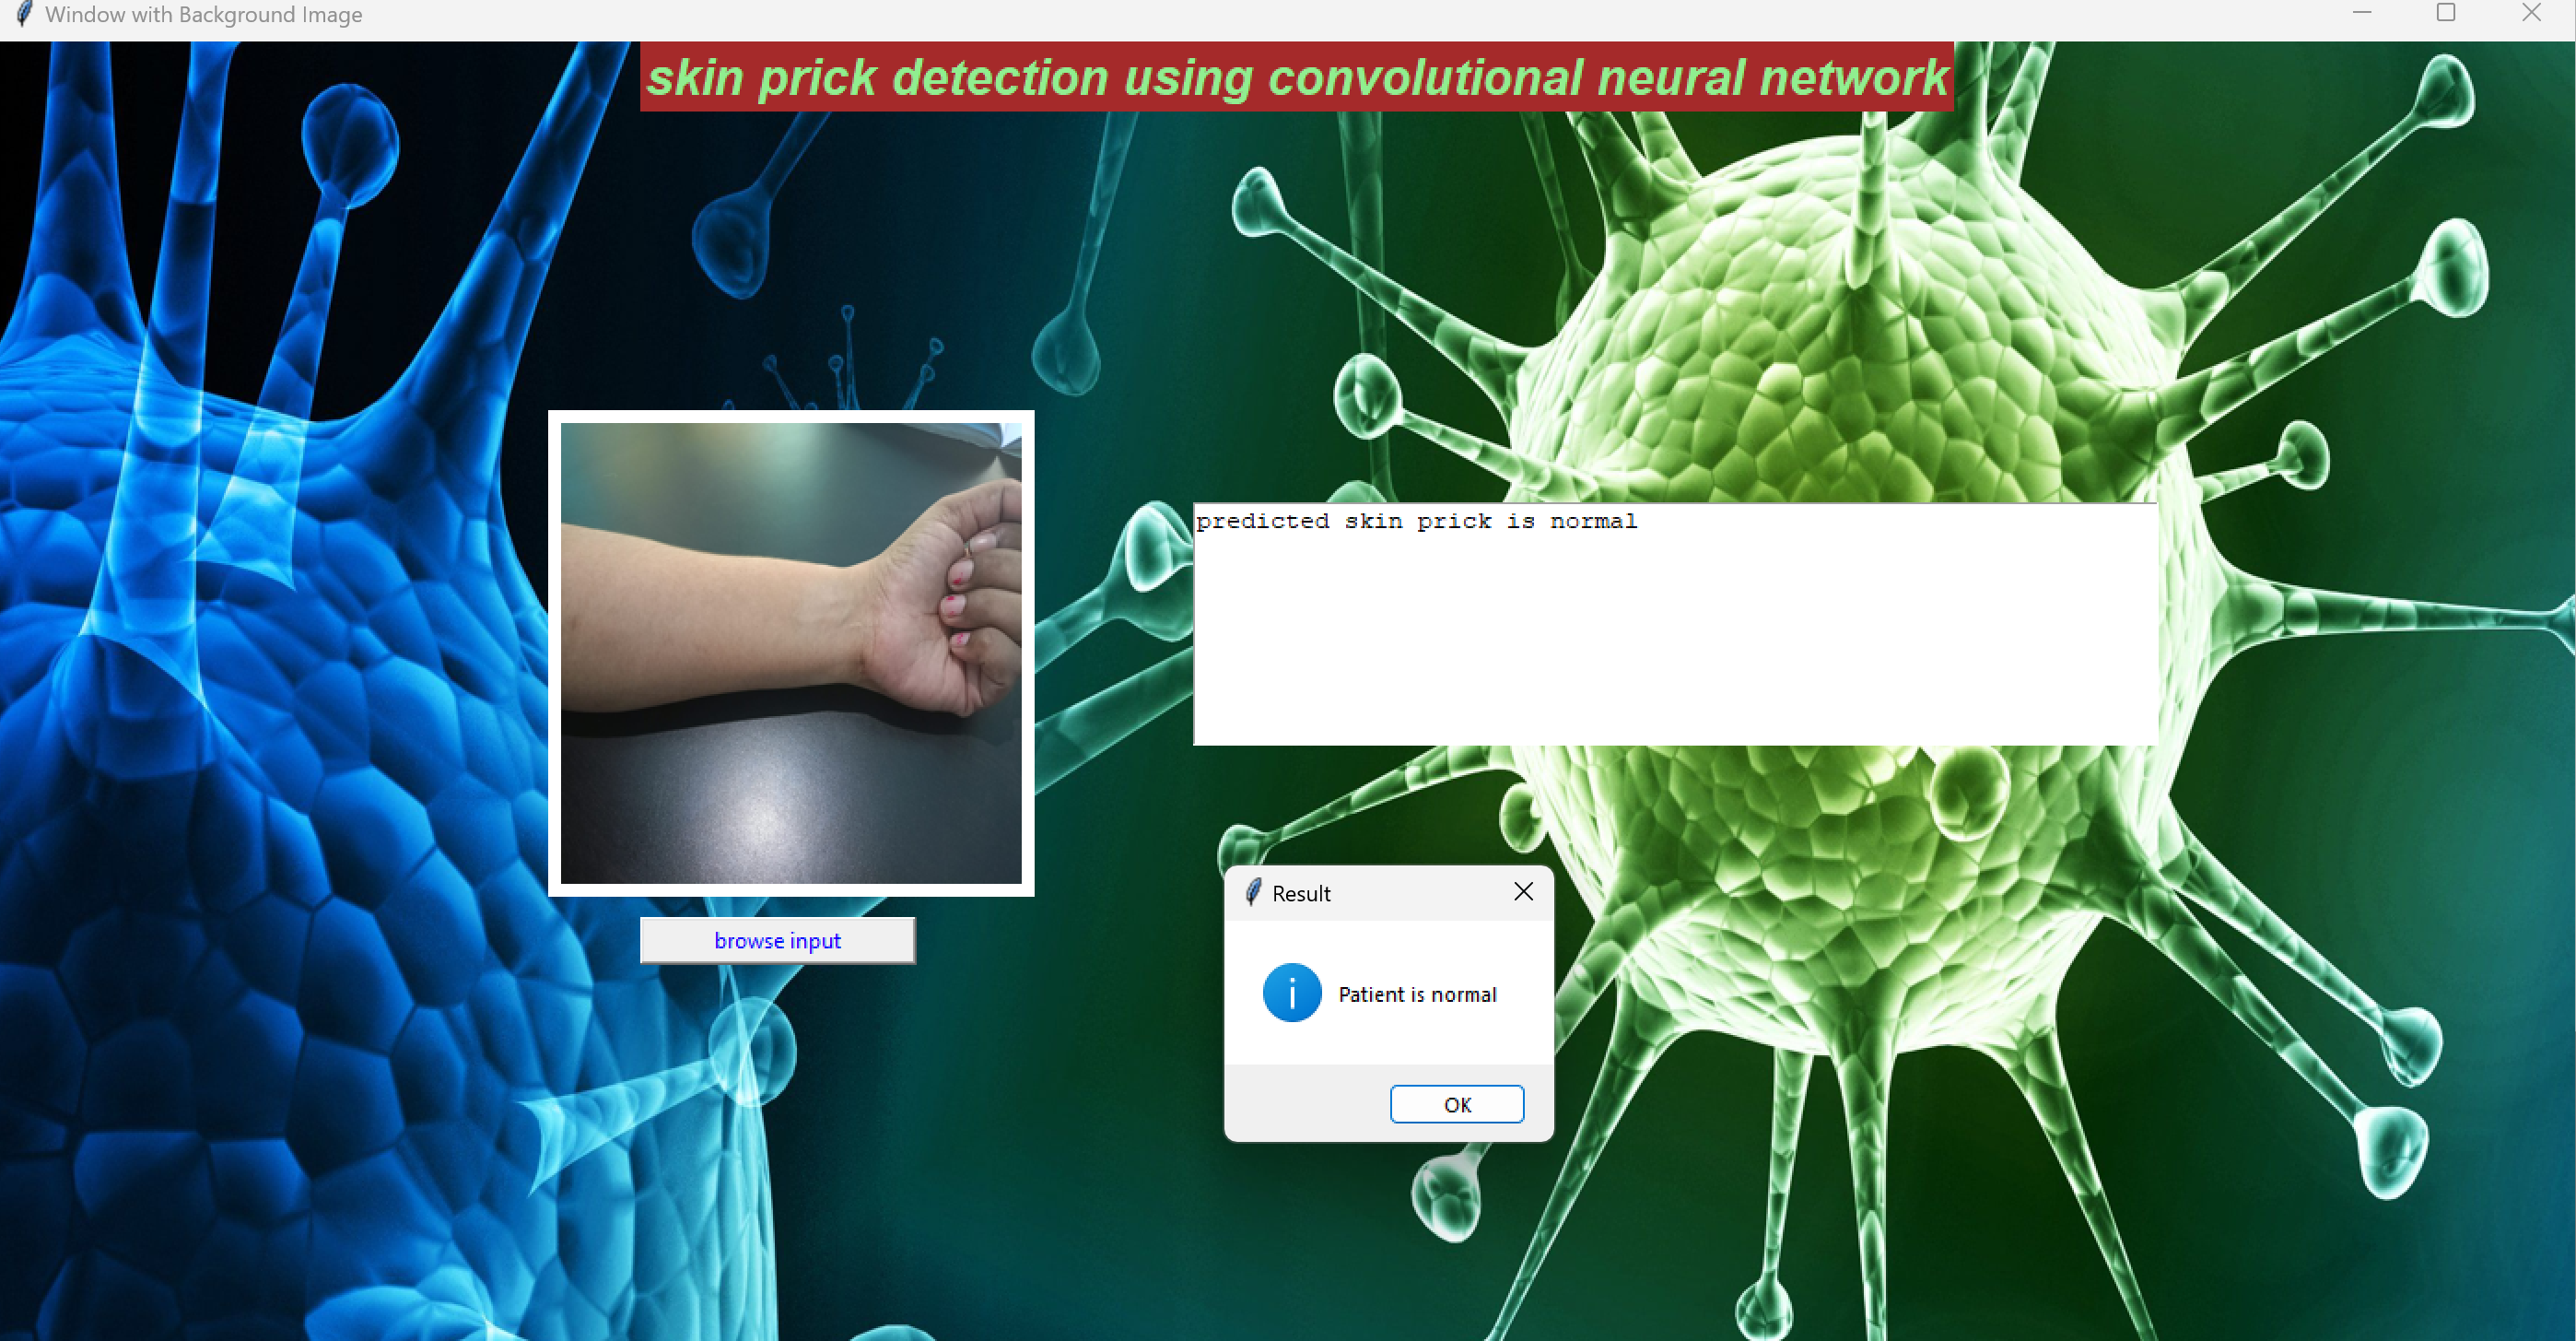 Window with Background Image
skin prick detection using convolutional neural network
predicted skin prick is normal
browse input
Result
Patient is normal
OK